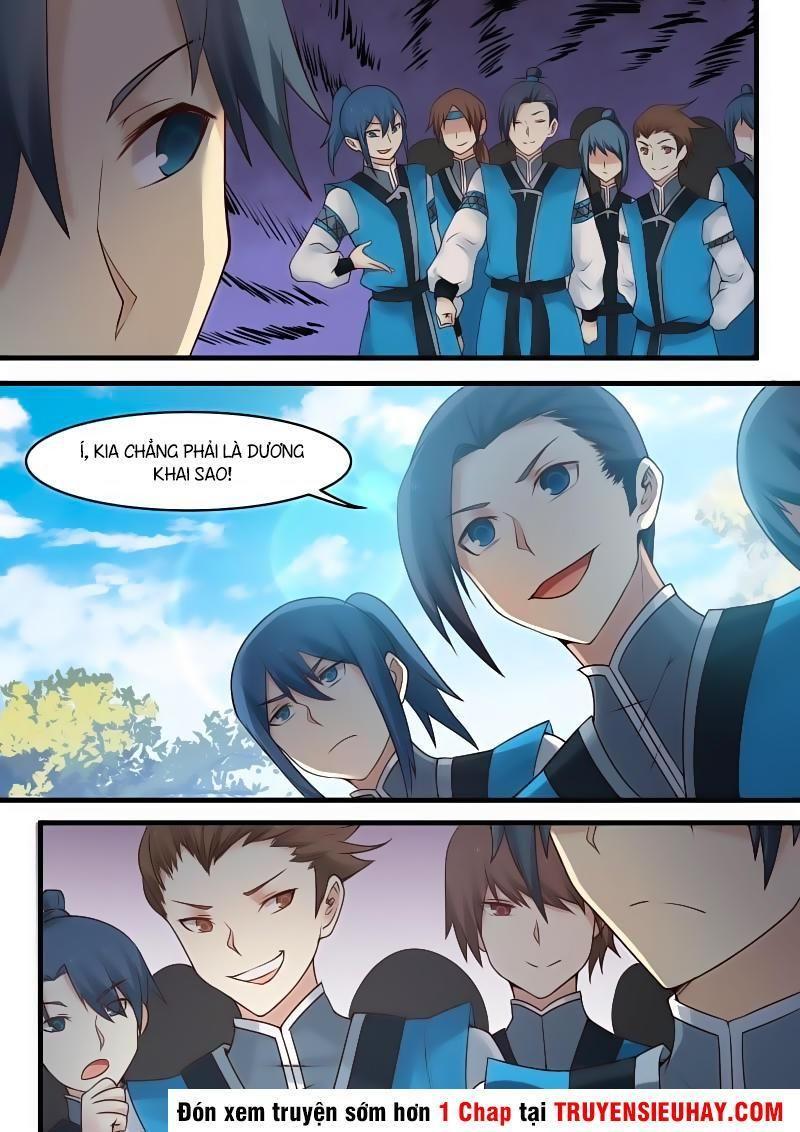 Í, KIA CHẲNG PHẢI LÀ DƯƠNG
KHAI SAO!
Đón xem truyện sớm hơn 1 Chap tại TRUYENSIEUHAY.COM